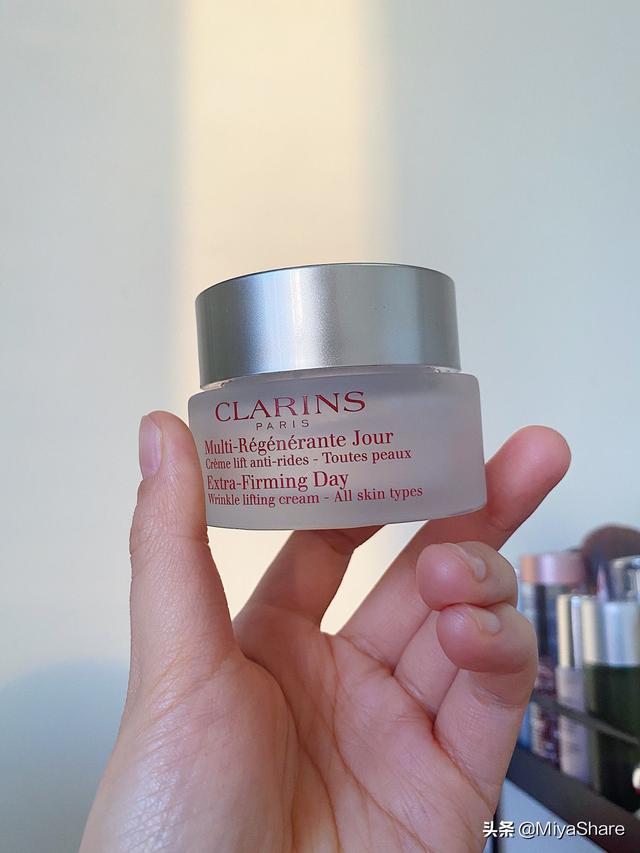 CLARINS
PARIS
Multi-Régénérante Jour
Crème lift anti-rides - Toutes peaux
Extra-Firming Day
Wrinkle lifting cream - All skin types
头条 @MiyaShare